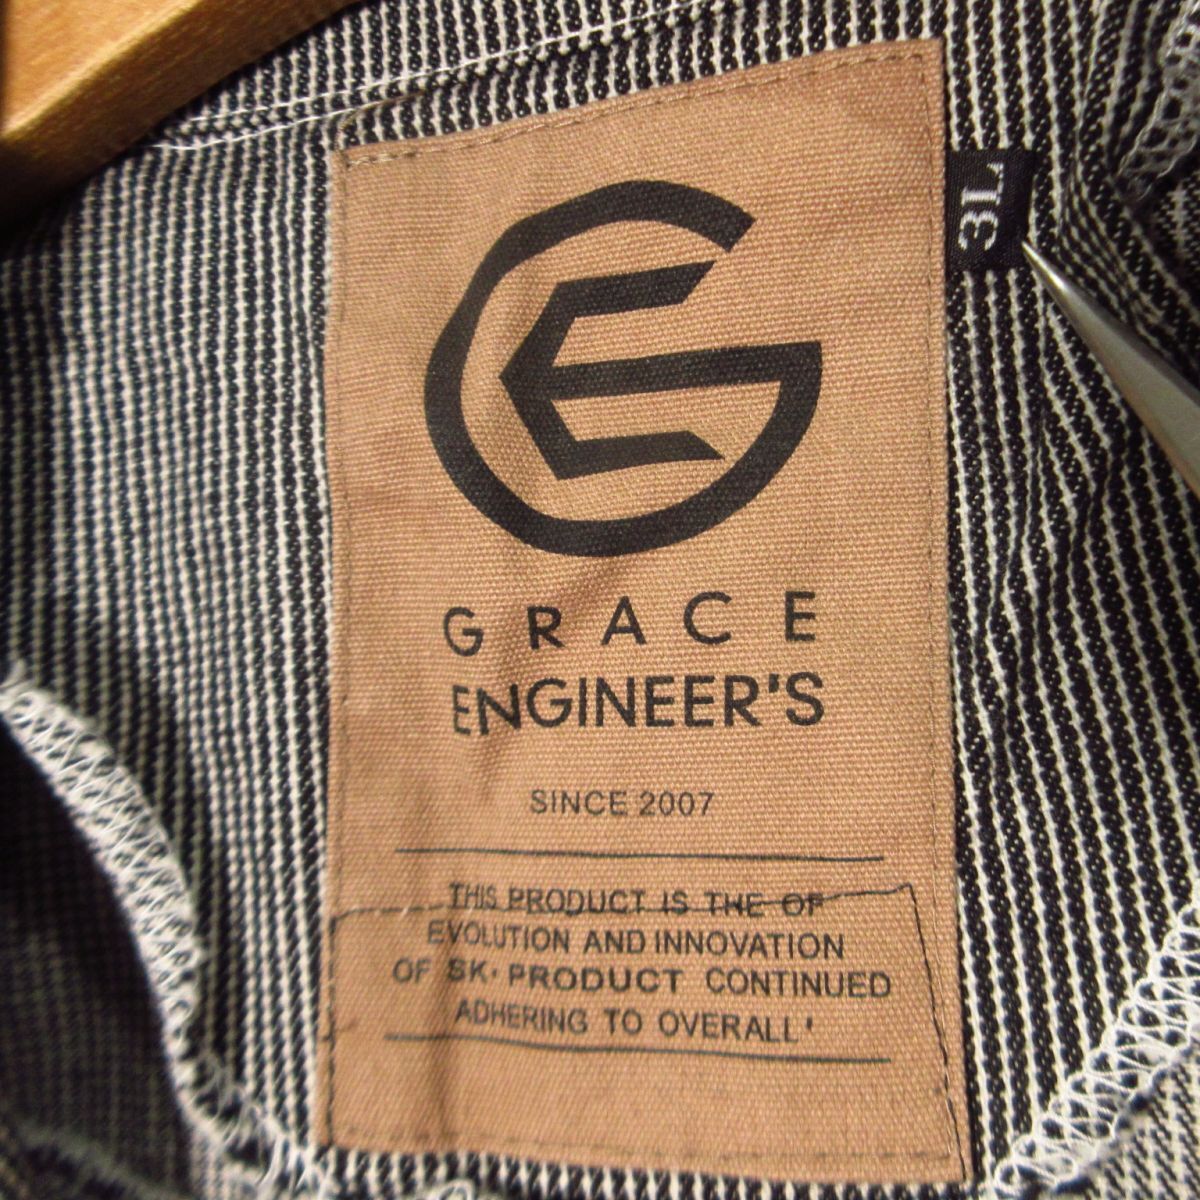 GE
GRACE
ENGINEER'S
SINCE 2007
THIS PRODUCT IS THE OF
EVOLUTION AND INNOVATION
OF SK· PRODUCT CONTINUED
ADHERING TO OVERALL'
3L